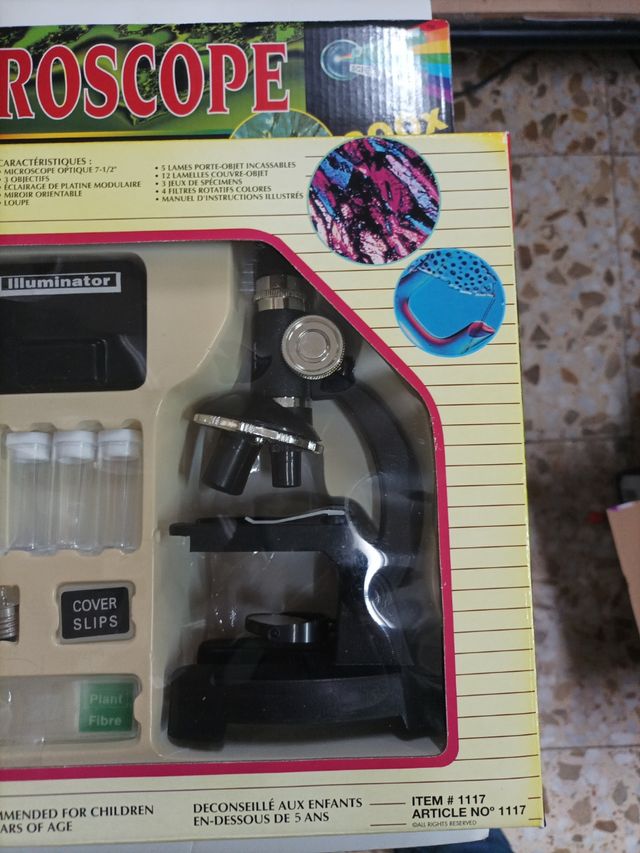 ROSCOPE
CARACTÉRISTIQUES :
• MICROSCOPE OPTIQUE 7-1/2"
• 3 OBJECTIFS
• ÉCLAIRAGE DE PLATINE MODULAIRE
• MIROIR ORIENTABLE
• LOUPE
• 5 LAMES PORTE-OBJET INCASSABLES
• 12 LAMELLES COUVRE-OBJET
• 3 JEUX DE SPÉCIMENS
• 4 FILTRES ROTATIFS COLORES
• MANUEL D'INSTRUCTIONS ILLUSTRÉS
Illuminator
COVER
SLIPS
Plant
Fibre
MMENDED FOR CHILDREN
ARS OF AGE
DECONSEILLÉ AUX ENFANTS
EN-DESSOUS DE 5 ANS
ITEM # 1117
ARTICLE NO° 1117
©ALL RIGHTS RESERVED